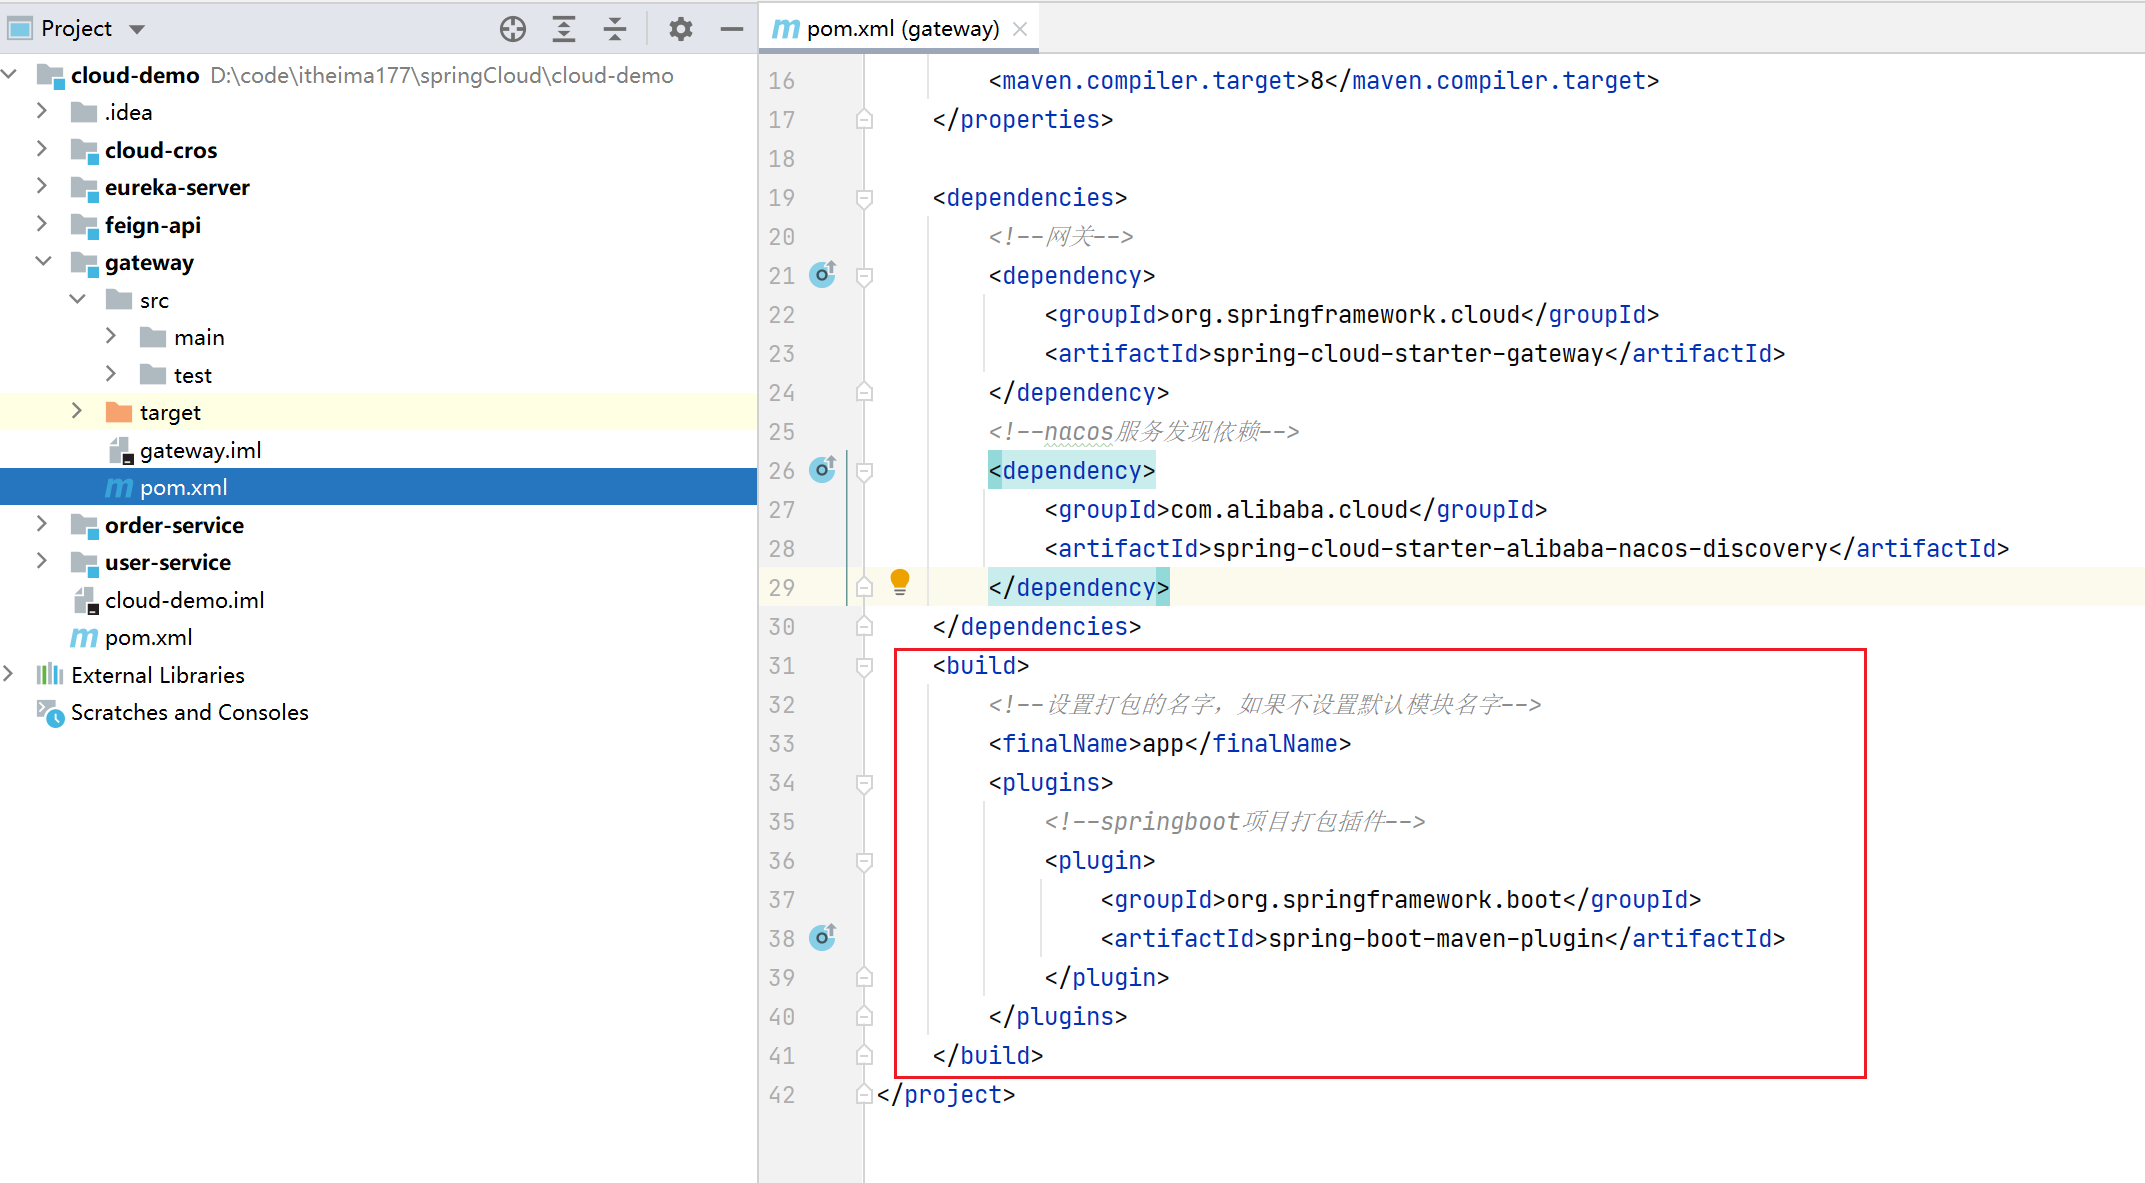 Project
cloud-demo D:\code\itheima177\springCloud\cloud-demo
.idea
cloud-cros
eureka-server
feign-api
gateway
src
main
test
target
gateway.iml
pom.xml
order-service
user-service
cloud-demo.iml
pom.xml
External Libraries
Scratches and Consoles
pom.xml (gateway)
16 <maven.compiler.target>8</maven.compiler.target>
17 </properties>
18
19 <dependencies>
20 <!--网关-->
21 <dependency>
22 <groupId>org.springframework.cloud</groupId>
23 <artifactId>spring-cloud-starter-gateway</artifactId>
24 </dependency>
25 <!--nacos服务发现依赖-->
26 <dependency>
27 <groupId>com.alibaba.cloud</groupId>
28 <artifactId>spring-cloud-starter-alibaba-nacos-discovery</artifactId>
29 </dependency>
30 </dependencies>
31 <build>
32 <!--设置打包的名字，如果不设置默认模块名字-->
33 <finalName>app</finalName>
34 <plugins>
35 <!--springboot项目打包插件-->
36 <plugin>
37 <groupId>org.springframework.boot</groupId>
38 <artifactId>spring-boot-maven-plugin</artifactId>
39 </plugin>
40 </plugins>
41 </build>
42 </project>